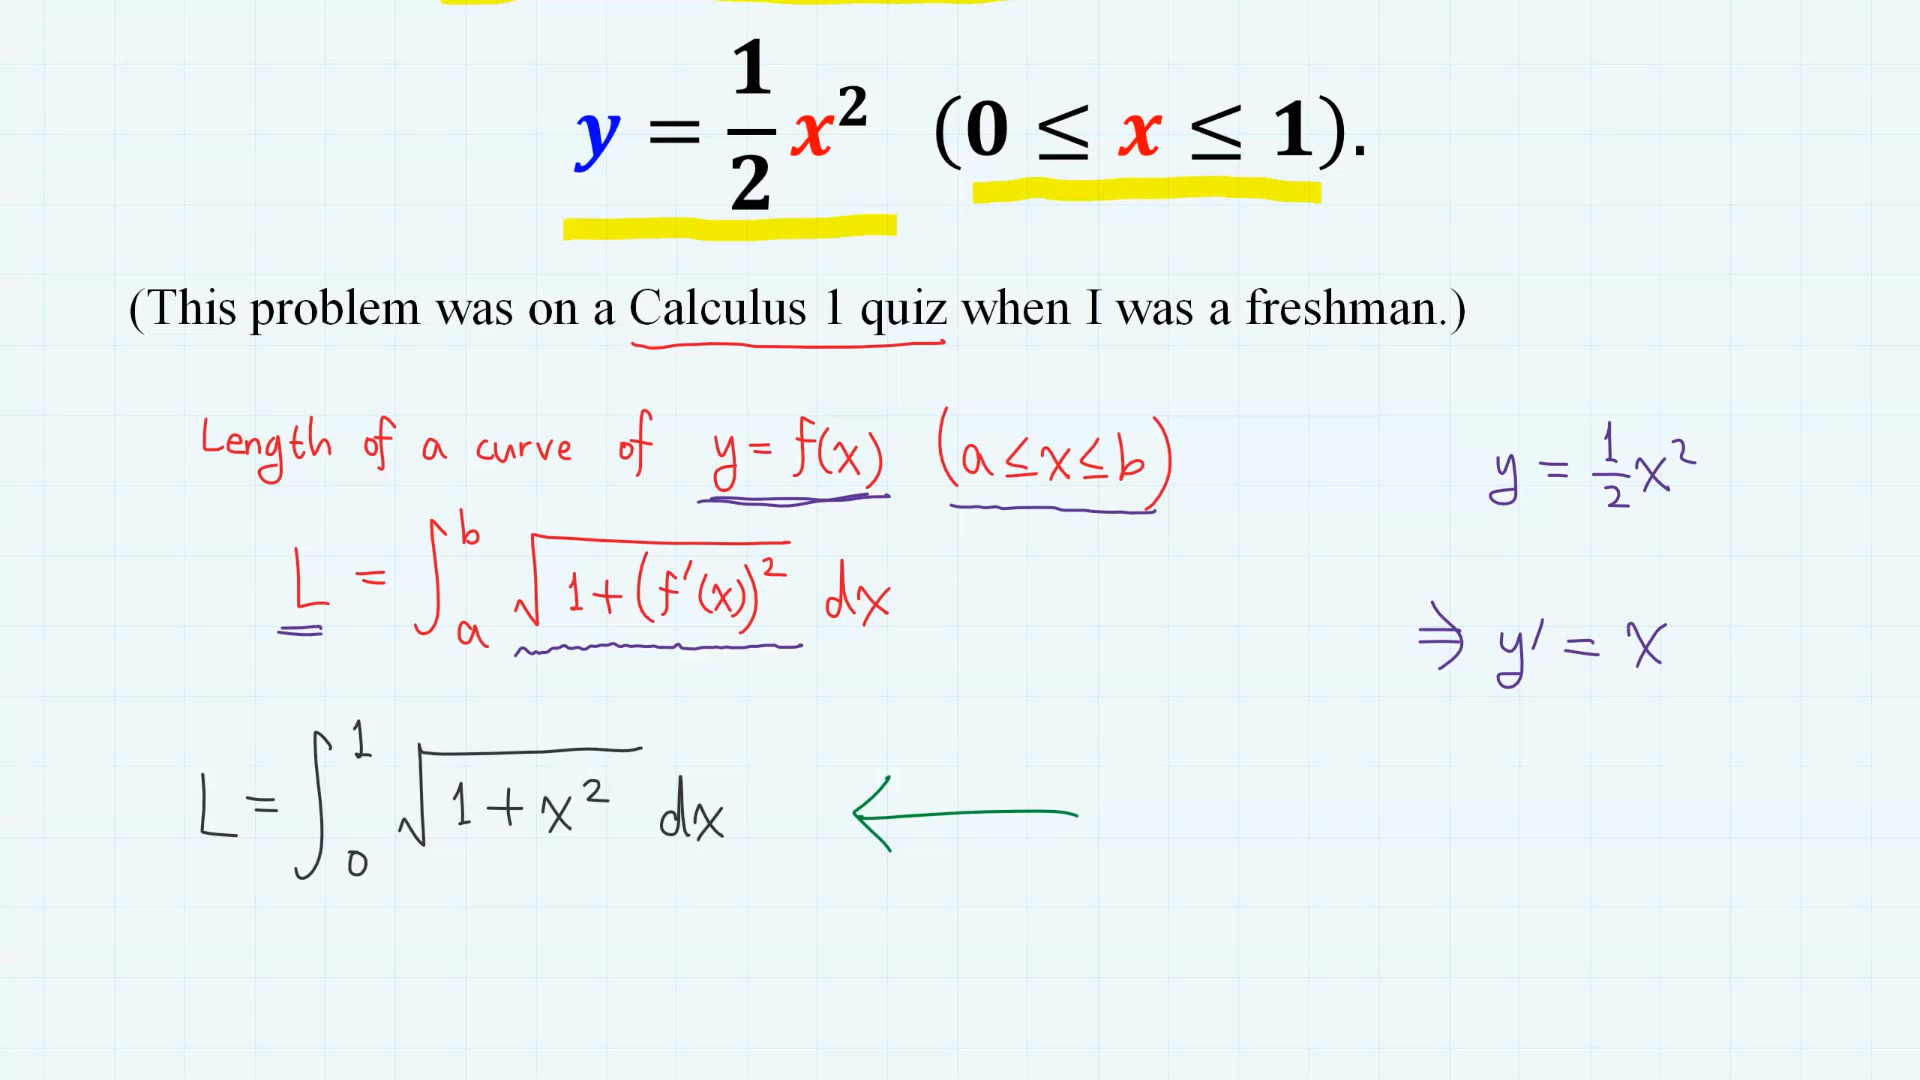 y = 1/2 x² (0 ≤ x ≤ 1).
(This problem was on a Calculus 1 quiz when I was a freshman.)
Length of a curve of y = f(x) (a ≤ x ≤ b)
L = ∫_a^b √(1+(f'(x))²) dx
y = 1/2 x²
⇒ y' = x
L = ∫_0^1 √(1+x²) dx